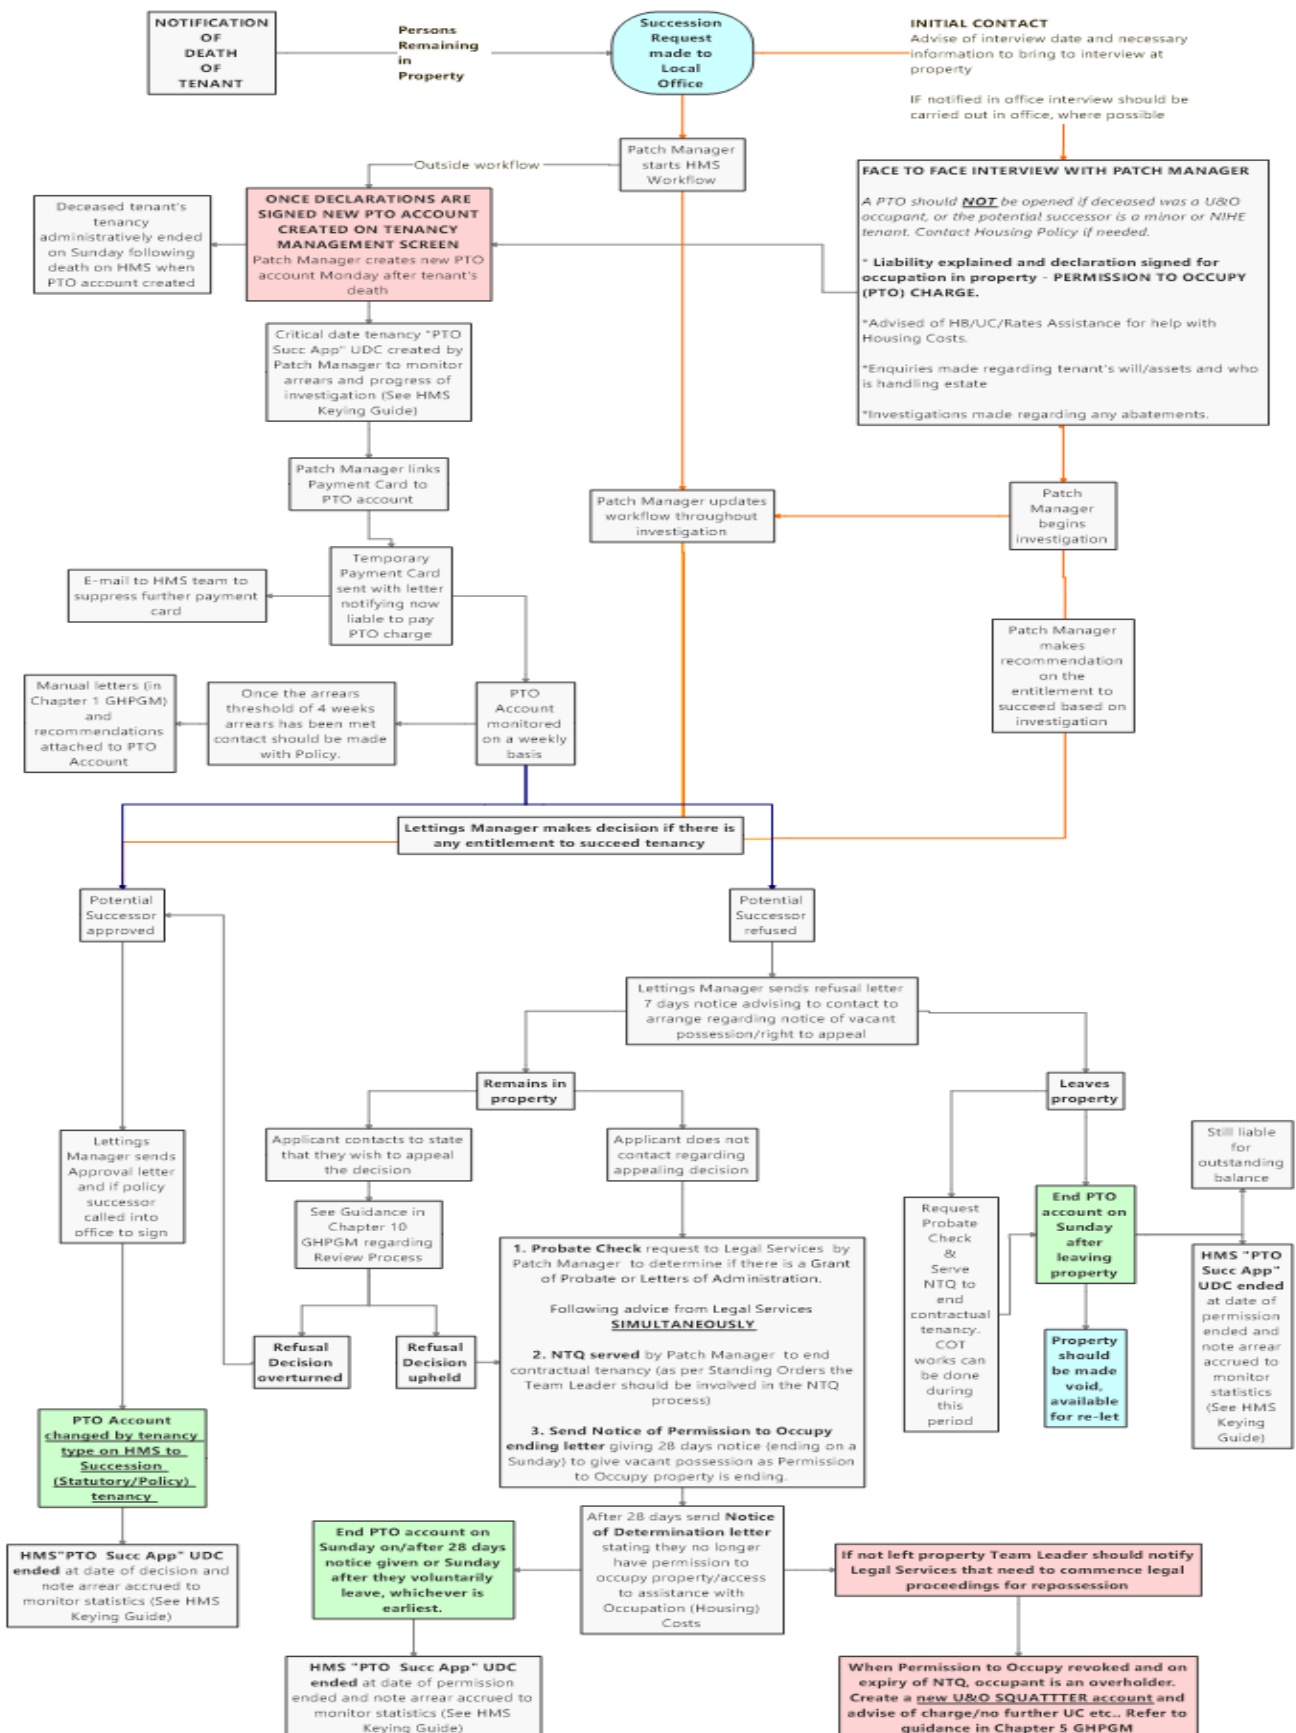 NOTIFICATION
OF
DEATH
OF
TENANT
Persons
Remaining
in
Property
Succession
Request
made to
Local
Office
INITIAL CONTACT
Advise of interview date and necessary
information to bring to interview at
property
IF notified in office interview should be
carried out in office, where possible
Patch Manager
starts HMS
Workflow
Outside workflow
FACE TO FACE INTERVIEW WITH PATCH MANAGER
A PTO should NOT be opened if deceased was a U&O
occupant, or the potential successor is a minor or NIHE
tenant. Contact Housing Policy if needed.
* Liability explained and declaration signed for
occupation in property - PERMISSION TO OCCUPY
(PTO) CHARGE.
*Advised of HB/UC/Rates Assistance for help with
Housing Costs.
*Enquiries made regarding tenant's will/assets and who
is handling estate
*Investigations made regarding any abatements.
ONCE DECLARATIONS ARE
SIGNED NEW PTO ACCOUNT
CREATED ON TENANCY
MANAGEMENT SCREEN
Patch Manager creates new PTO
account Monday after tenant's
death
Deceased tenant's
tenancy
administratively ended
on Sunday following
death on HMS when
PTO account created
Critical date tenancy "PTO
Succ App" UDC created by
Patch Manager to monitor
arrears and progress of
investigation (See HMS
Keying Guide)
Patch Manager links
Payment Card to
PTO account
Patch Manager updates
workflow throughout
investigation
Patch
Manager
begins
investigation
Temporary
Payment Card
sent with letter
notifying now
liable to pay
PTO charge
E-mail to HMS team to
suppress further payment
card
Patch Manager
makes
recommendation
on the
entitlement to
succeed based on
investigation
Manual letters (in
Chapter 1 GHPGM)
and
recommendations
attached to PTO
Account
Once the arrears
threshold of 4 weeks
arrears has been met
contact should be made
with Policy.
PTO
Account
monitored
on a weekly
basis
Lettings Manager makes decision if there is
any entitlement to succeed tenancy
Potential
Successor
approved
Potential
Successor
refused
Lettings Manager sends refusal letter
7 days notice advising to contact to
arrange regarding notice of vacant
possession/right to appeal
Remains in
property
Leaves
property
Lettings
Manager sends
Approval letter
and if policy
successor
called into
office to sign
Applicant contacts to state
that they wish to appeal
the decision
Applicant does not
contact regarding
appealing decision
Still liable
for
outstanding
balance
See Guidance in
Chapter 10
GHPGM regarding
Review Process
Request
Probate
Check
&
Serve
NTQ to
end
contractual
tenancy.
COT
works can
be done
during
this
period
End PTO
account on
Sunday
after
leaving
property
1. Probate Check request to Legal Services by
Patch Manager to determine if there is a Grant
of Probate or Letters of Administration.
Following advice from Legal Services
SIMULTANEOUSLY
2. NTQ served by Patch Manager to end
contractual tenancy (as per Standing Orders the
Team Leader should be involved in the NTQ
process)
3. Send Notice of Permission to Occupy
ending letter giving 28 days notice (ending on a
Sunday) to give vacant possession as Permission
to Occupy property is ending.
HMS "PTO
Succ App"
UDC ended
at date of
permission
ended and
note arrear
accrued to
monitor
statistics
(See HMS
Keying
Guide)
Refusal
Decision
overturned
Refusal
Decision
upheld
Property
should
be made
void,
available
for re-let
PTO Account
changed by tenancy
type on HMS to
Succession
(Statutory/Policy)
tenancy
HMS"PTO Succ App" UDC
ended at date of decision and
note arrear accrued to
monitor statistics (See HMS
Keying Guide)
End PTO account on
Sunday on/after 28 days
notice given or Sunday
after they voluntarily
leave, whichever is
earliest.
After 28 days send Notice
of Determination letter
stating they no longer
have permission to
occupy property/access
to assistance with
Occupation (Housing)
Costs
If not left property Team Leader should notify
Legal Services that need to commence legal
proceedings for repossession
HMS "PTO Succ App" UDC
ended at date of permission
ended and note arrear accrued to
monitor statistics (See HMS
Keying Guide)
When Permission to Occupy revoked and on
expiry of NTQ, occupant is an overholder.
Create a new U&O SQUATTTER account and
advise of charge/no further UC etc.. Refer to
guidance in Chapter 5 GHPGM